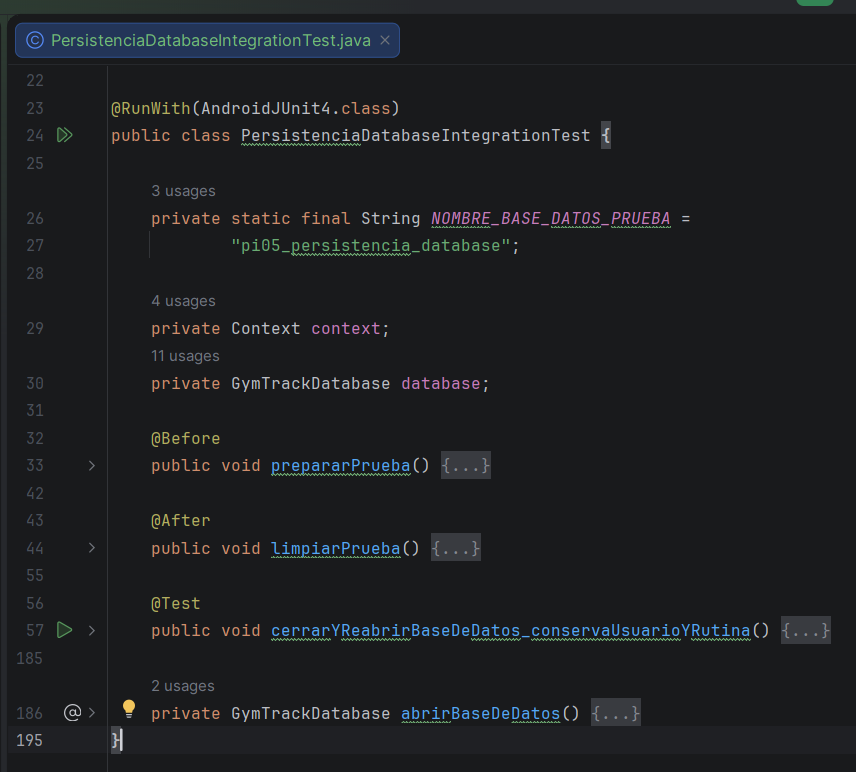 PersistenciaDatabaseIntegrationTest.java
22
23 @RunWith(AndroidJUnit4.class)
24 public class PersistenciaDatabaseIntegrationTest {
25
3 usages
26 private static final String NOMBRE_BASE_DATOS_PRUEBA =
27 "pi05_persistencia_database";
28
4 usages
29 private Context context;
11 usages
30 private GymTrackDatabase database;
31
32 @Before
33 public void prepararPrueba() {...}
42
43 @After
44 public void limpiarPrueba() {...}
55
56 @Test
57 public void cerrarYReabrirBaseDeDatos_conservaUsuarioYRutina() {...}
185
2 usages
186 @ private GymTrackDatabase abrirBaseDeDatos() {...}
195 }